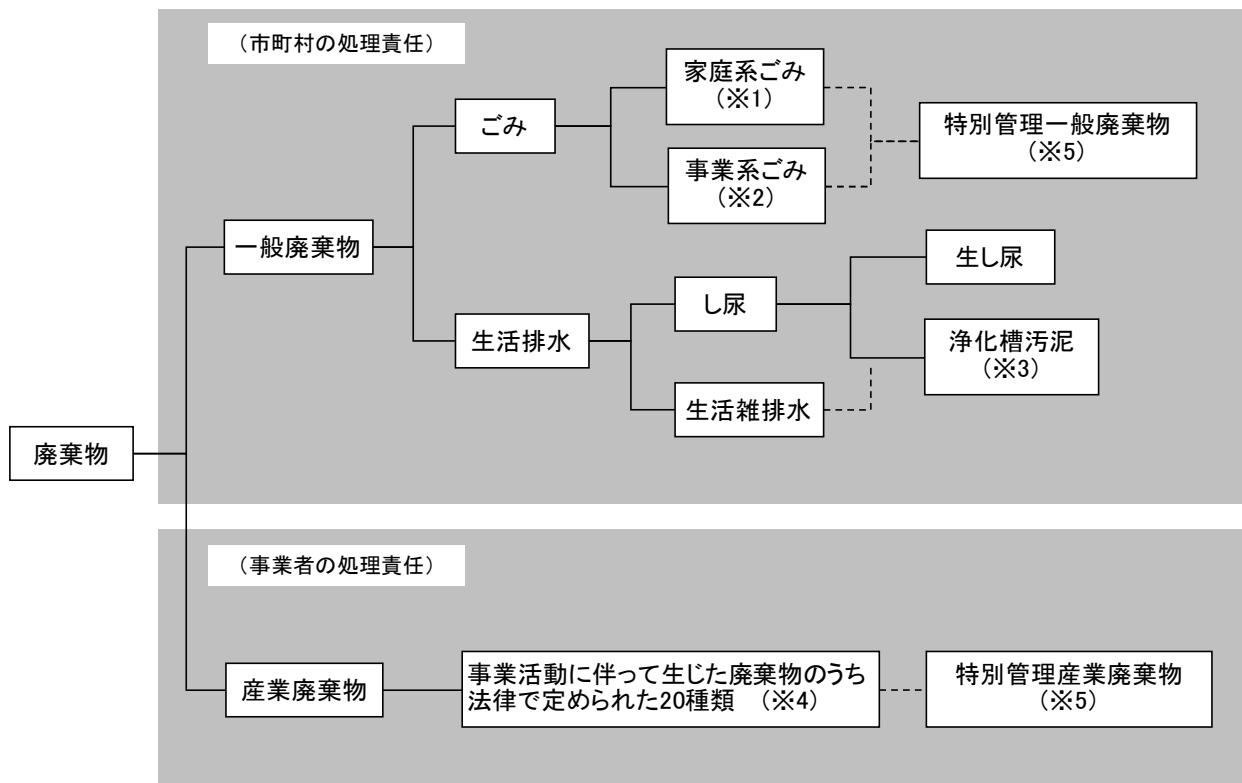 （市町村の処理責任）
家庭系ごみ
（※1）
ごみ
特別管理一般廃棄物
（※5）
事業系ごみ
（※2）
一般廃棄物
生し尿
し尿
生活排水
浄化槽汚泥
（※3）
生活雑排水
廃棄物
（事業者の処理責任）
産業廃棄物
事業活動に伴って生じた廃棄物のうち
法律で定められた20種類　（※4）
特別管理産業廃棄物
（※5）